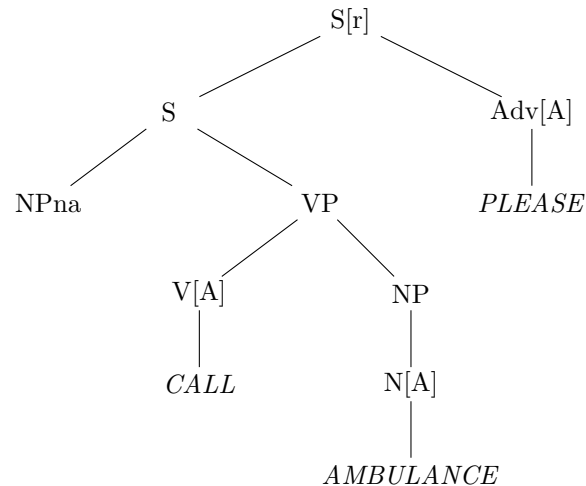 S[r]
S Adv[A]
NPna VP PLEASE
V[A] NP
CALL N[A]
AMBULANCE